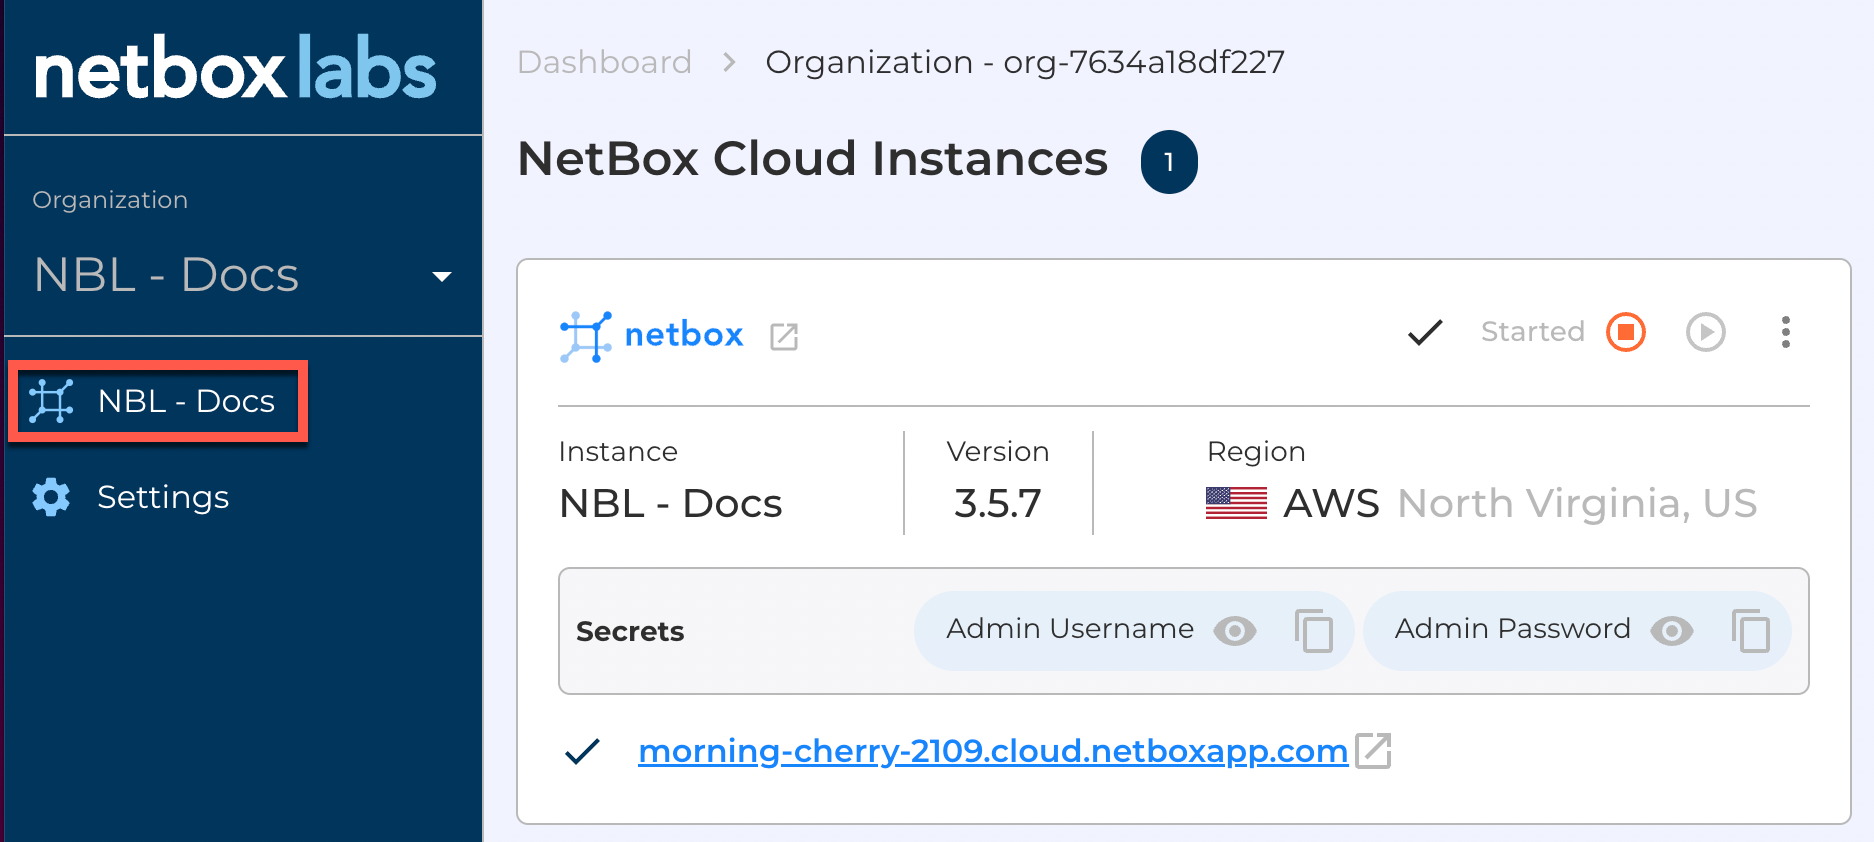 netboxlabs
Organization
NBL - Docs
NBL - Docs
Settings
Dashboard > Organization - org-7634a18df227
NetBox Cloud Instances 1
netbox
Started
Instance
NBL - Docs
Version
3.5.7
Region
AWS North Virginia, US
Secrets
Admin Username
Admin Password
morning-cherry-2109.cloud.netboxapp.com